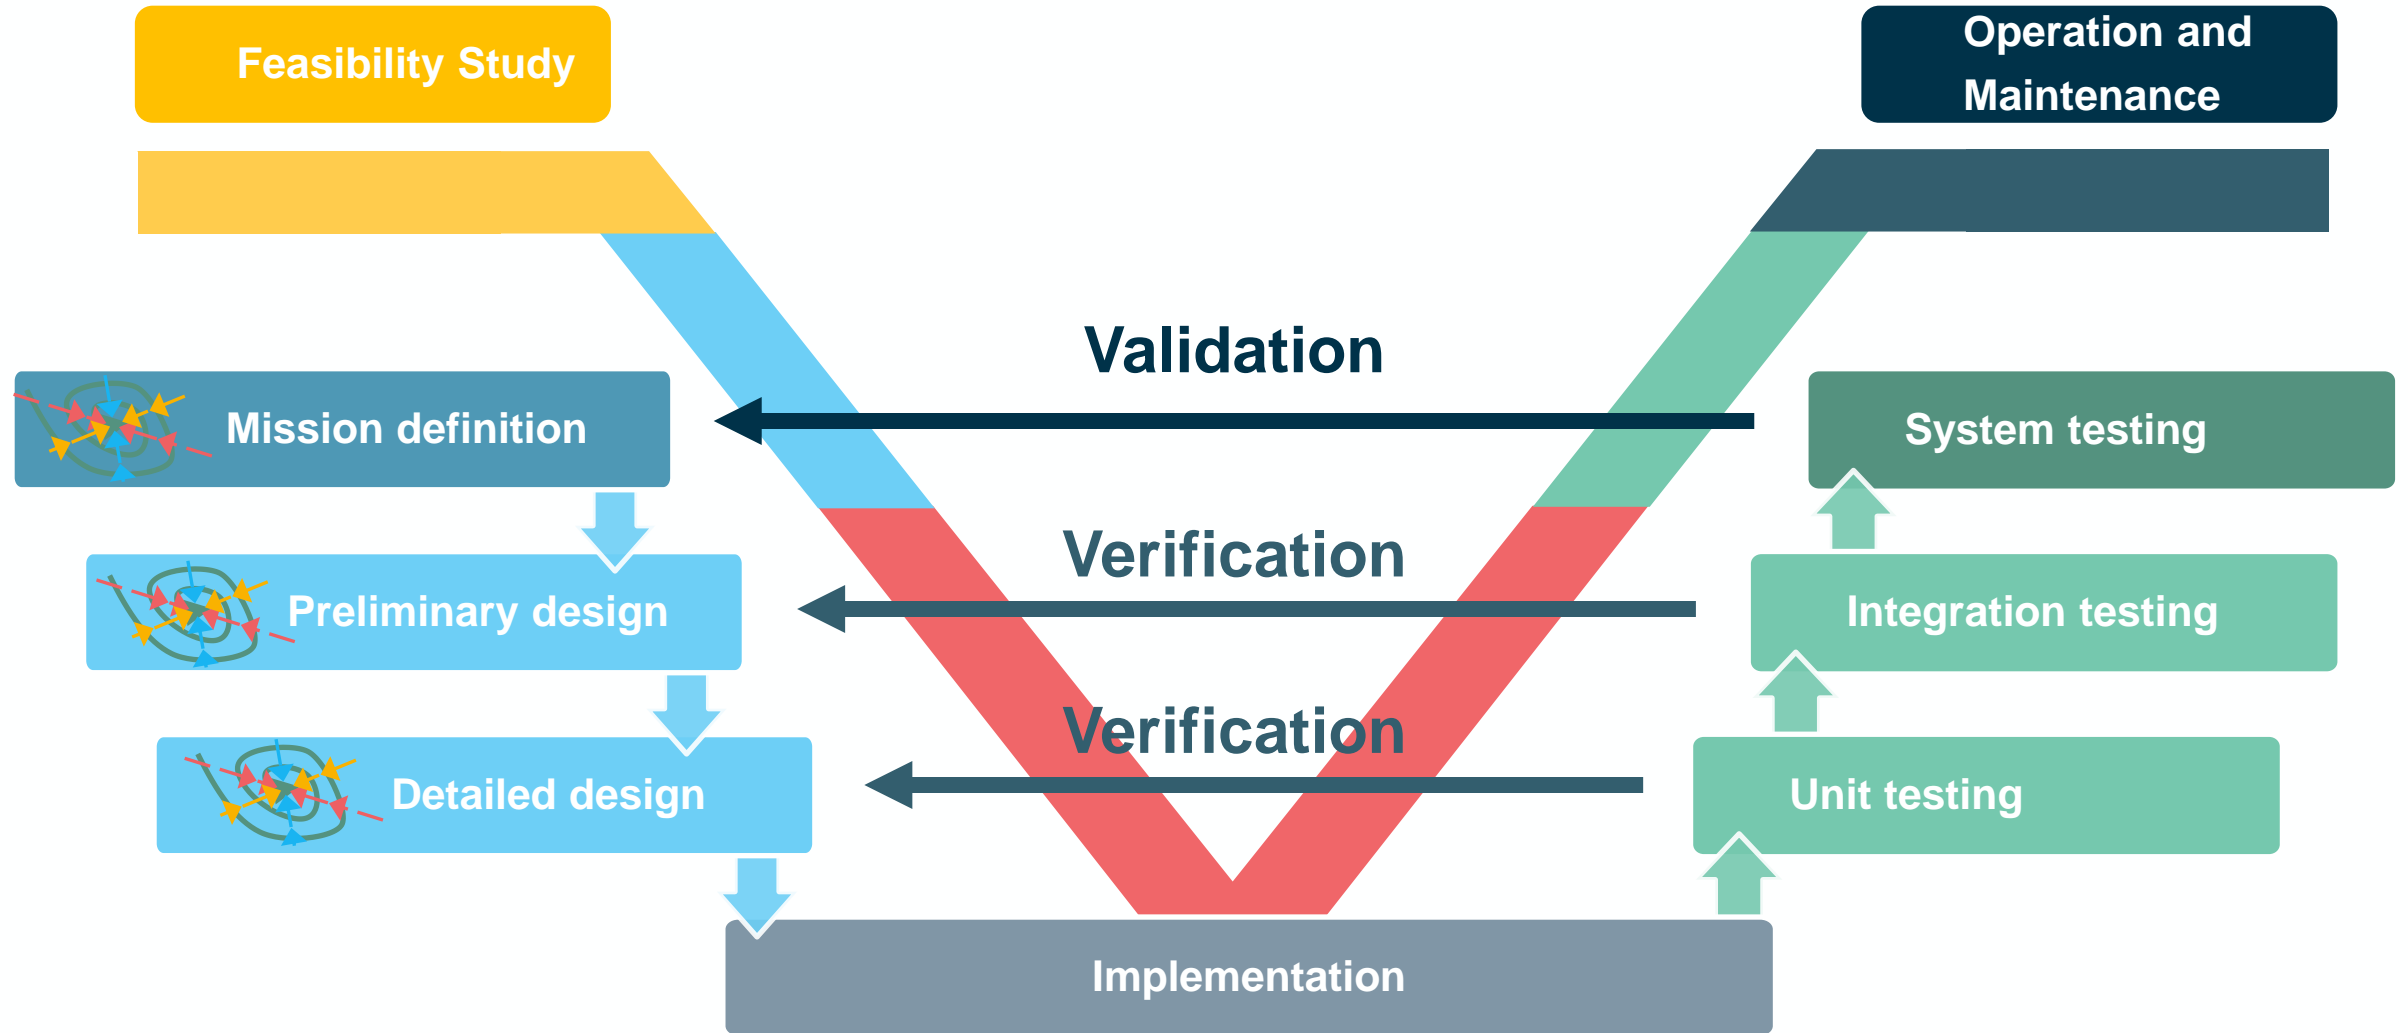 Feasibility Study
Operation and
Maintenance
Validation
Mission definition
System testing
Verification
Preliminary design
Integration testing
Verification
Detailed design
Unit testing
Implementation